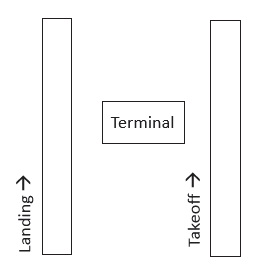 Terminal
Landing →
Takeoff →